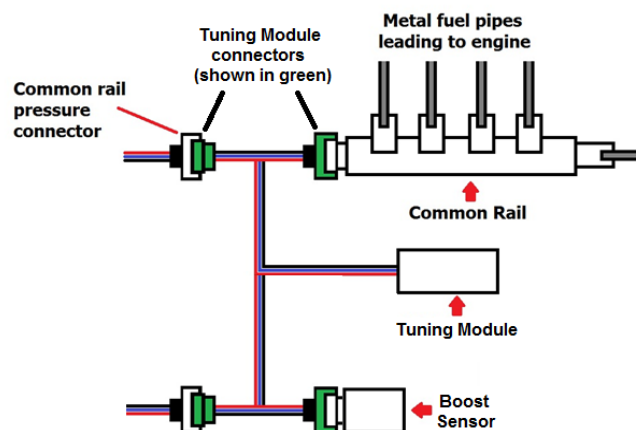 Tuning Module
connectors
(shown in green)
Metal fuel pipes
leading to engine
Common rail
pressure
connector
Common Rail
Tuning Module
Boost
Sensor